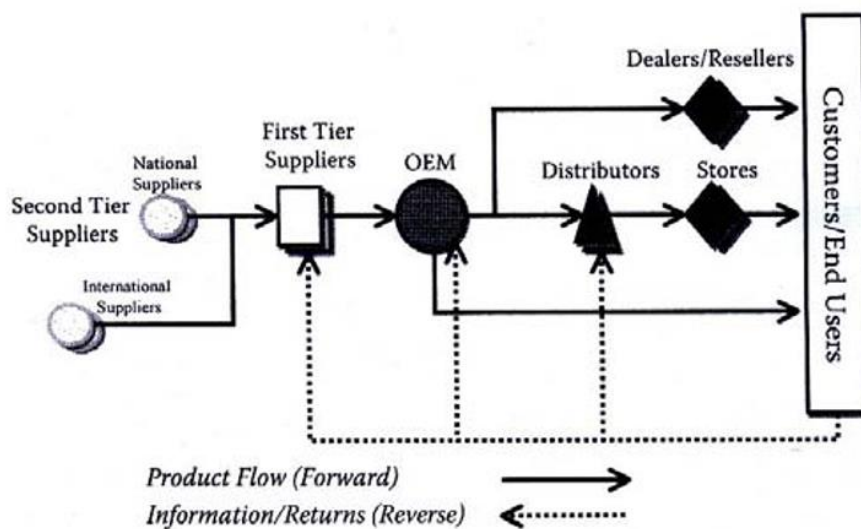 Dealers/Resellers
First Tier
Suppliers
OEM
National
Suppliers
Distributors
Stores
Second Tier
Suppliers
International
Suppliers
Customers/End Users
Product Flow (Forward)
Information/Returns (Reverse)